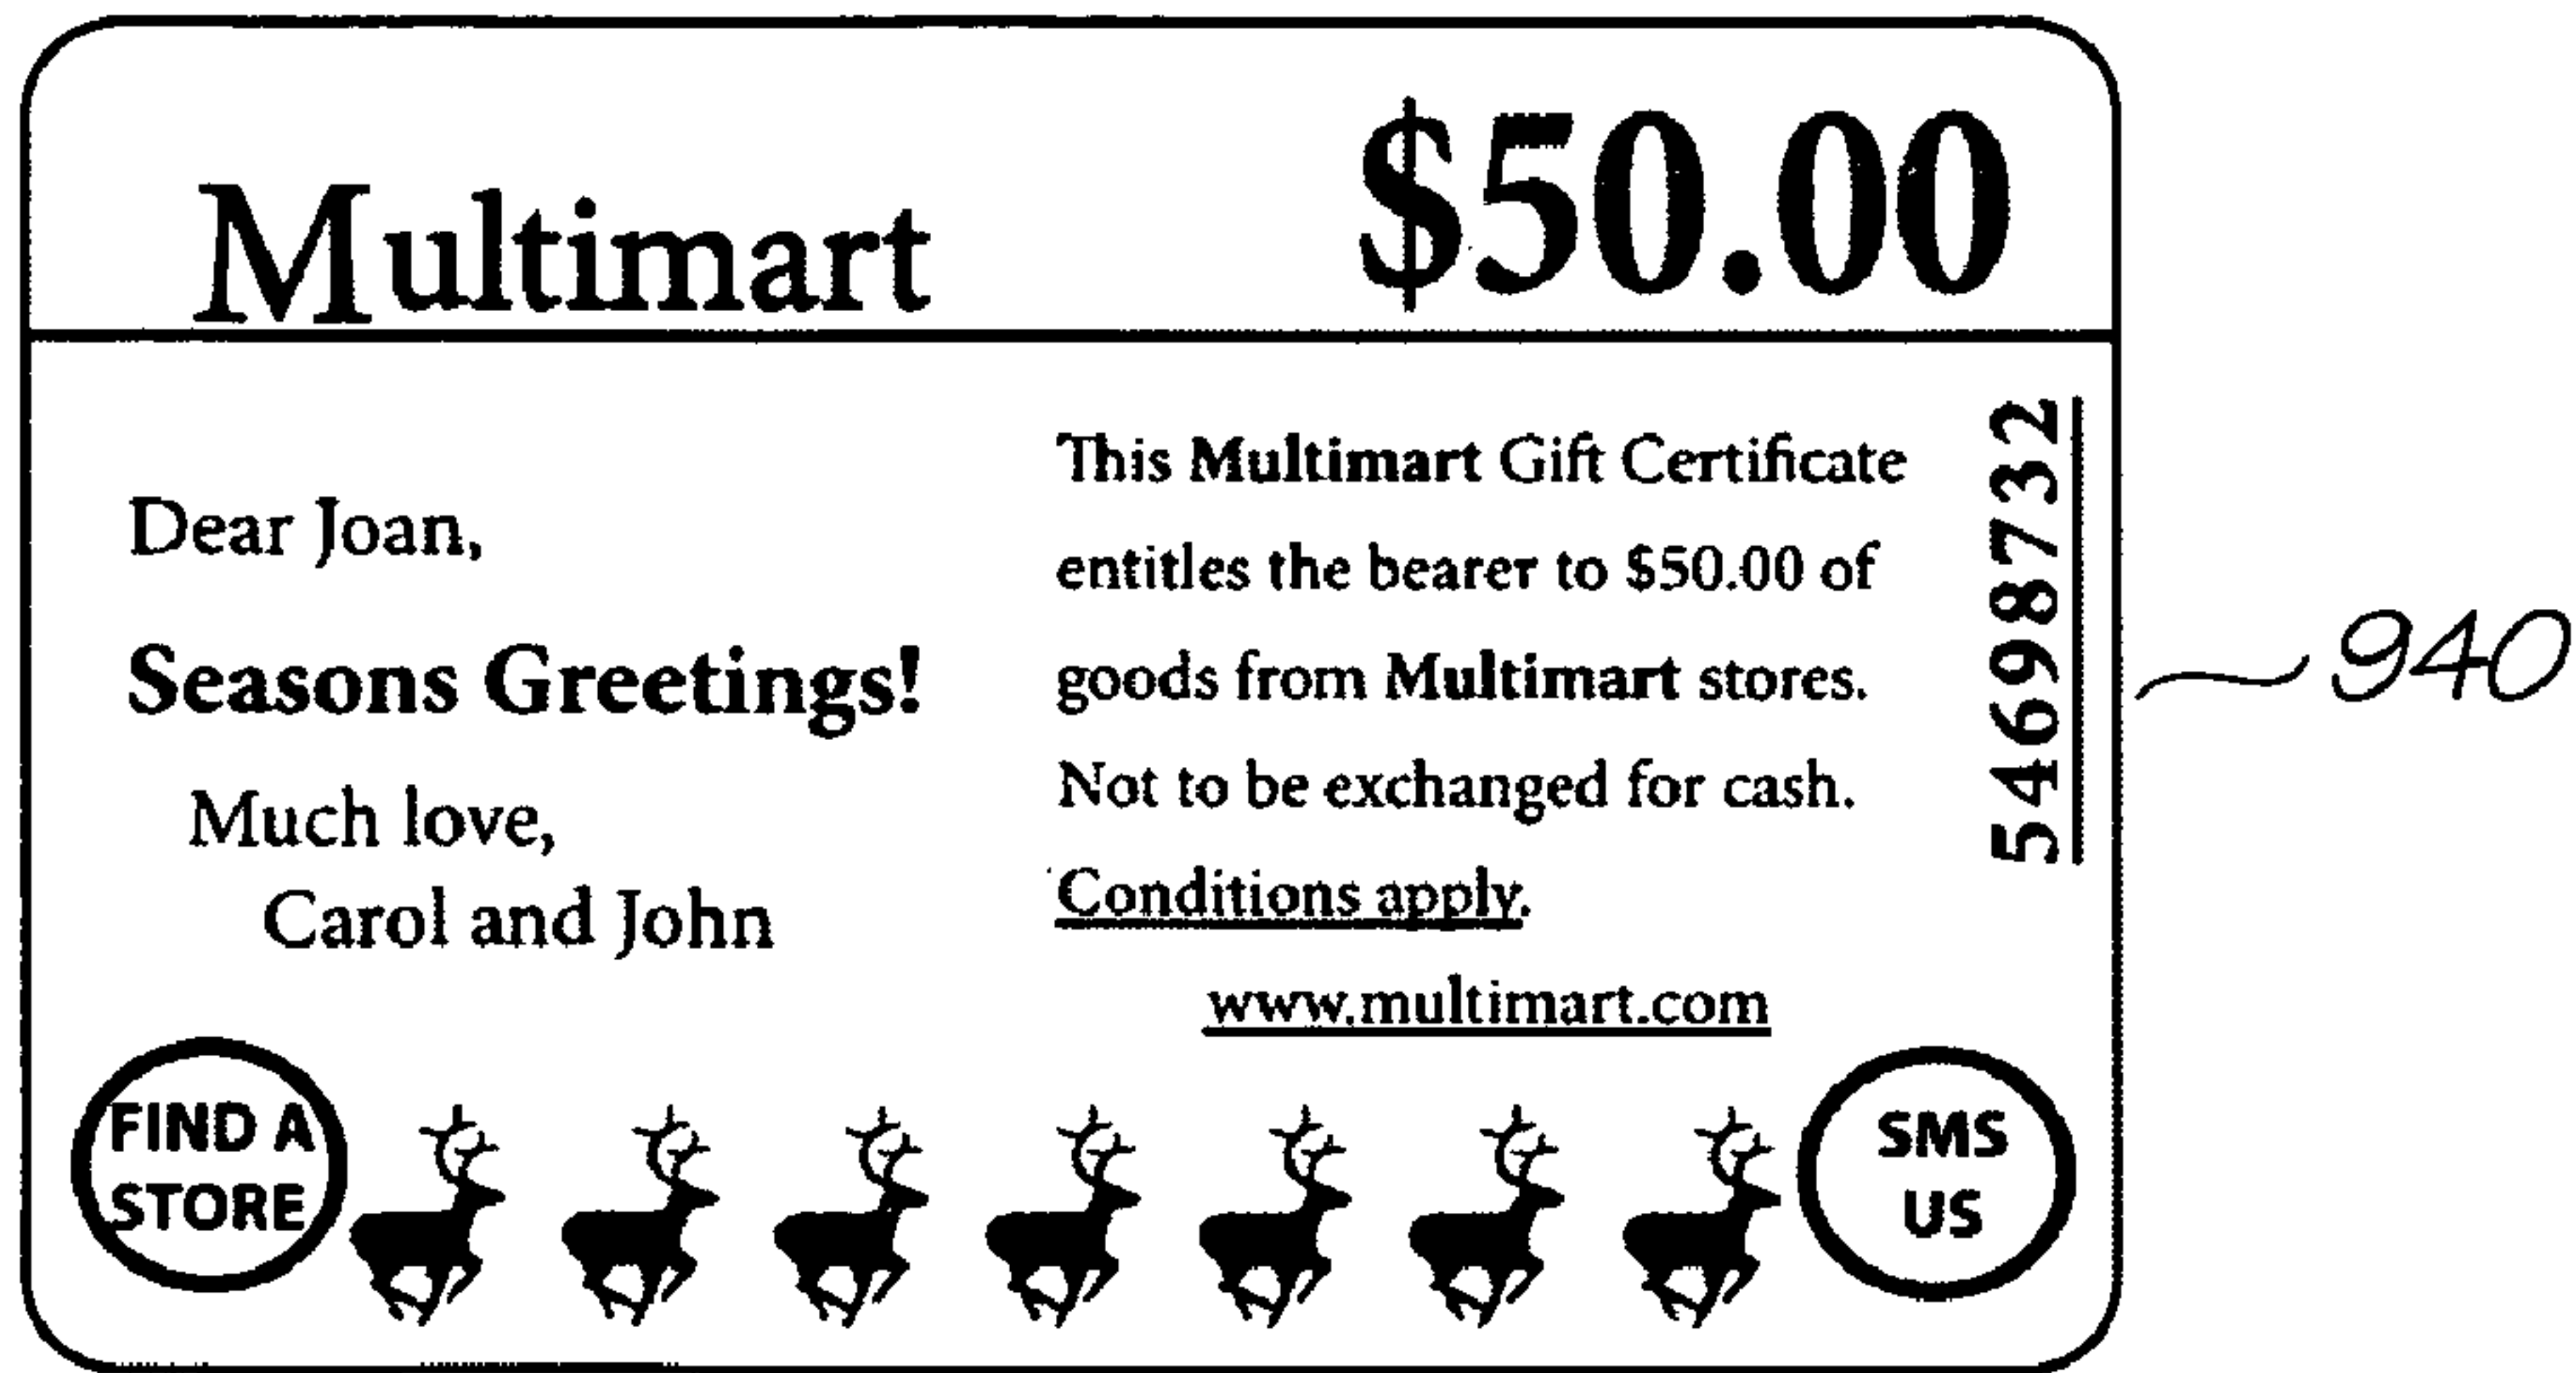 Multimart
$50.00
Dear Joan,
Seasons Greetings!
Much love,
Carol and John
This Multimart Gift Certificate
entitles the bearer to $50.00 of
goods from Multimart stores.
Not to be exchanged for cash.
Conditions apply.
www.multimart.com
54698732
FIND A
STORE
SMS
US
940